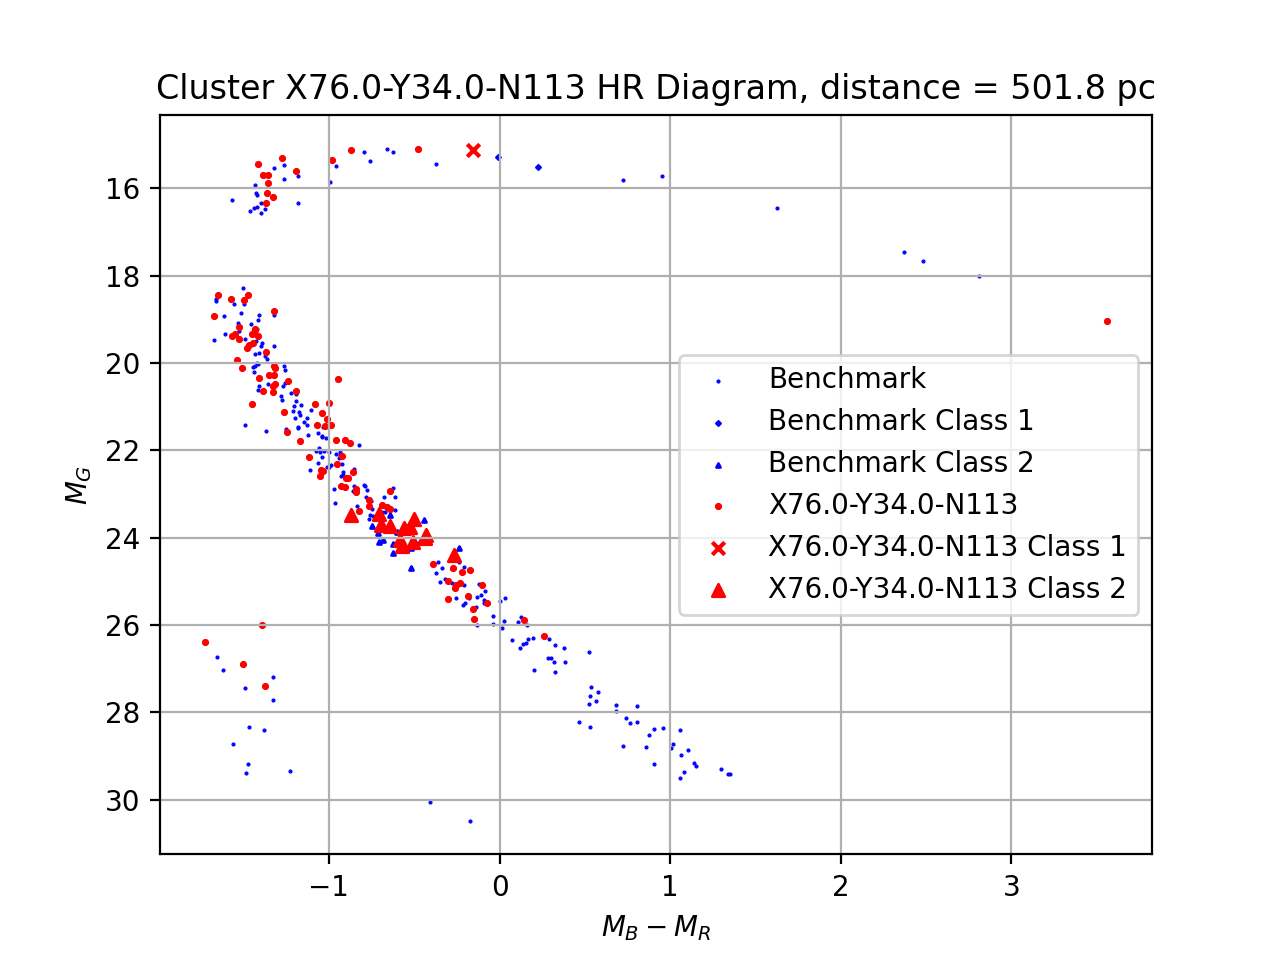 Cluster X76.0-Y34.0-N113 HR Diagram, distance = 501.8 pc
16
18
20
22
24
26
28
30
M_G
Benchmark
Benchmark Class 1
Benchmark Class 2
X76.0-Y34.0-N113
X76.0-Y34.0-N113 Class 1
X76.0-Y34.0-N113 Class 2
−1 0 1 2 3
M_B − M_R